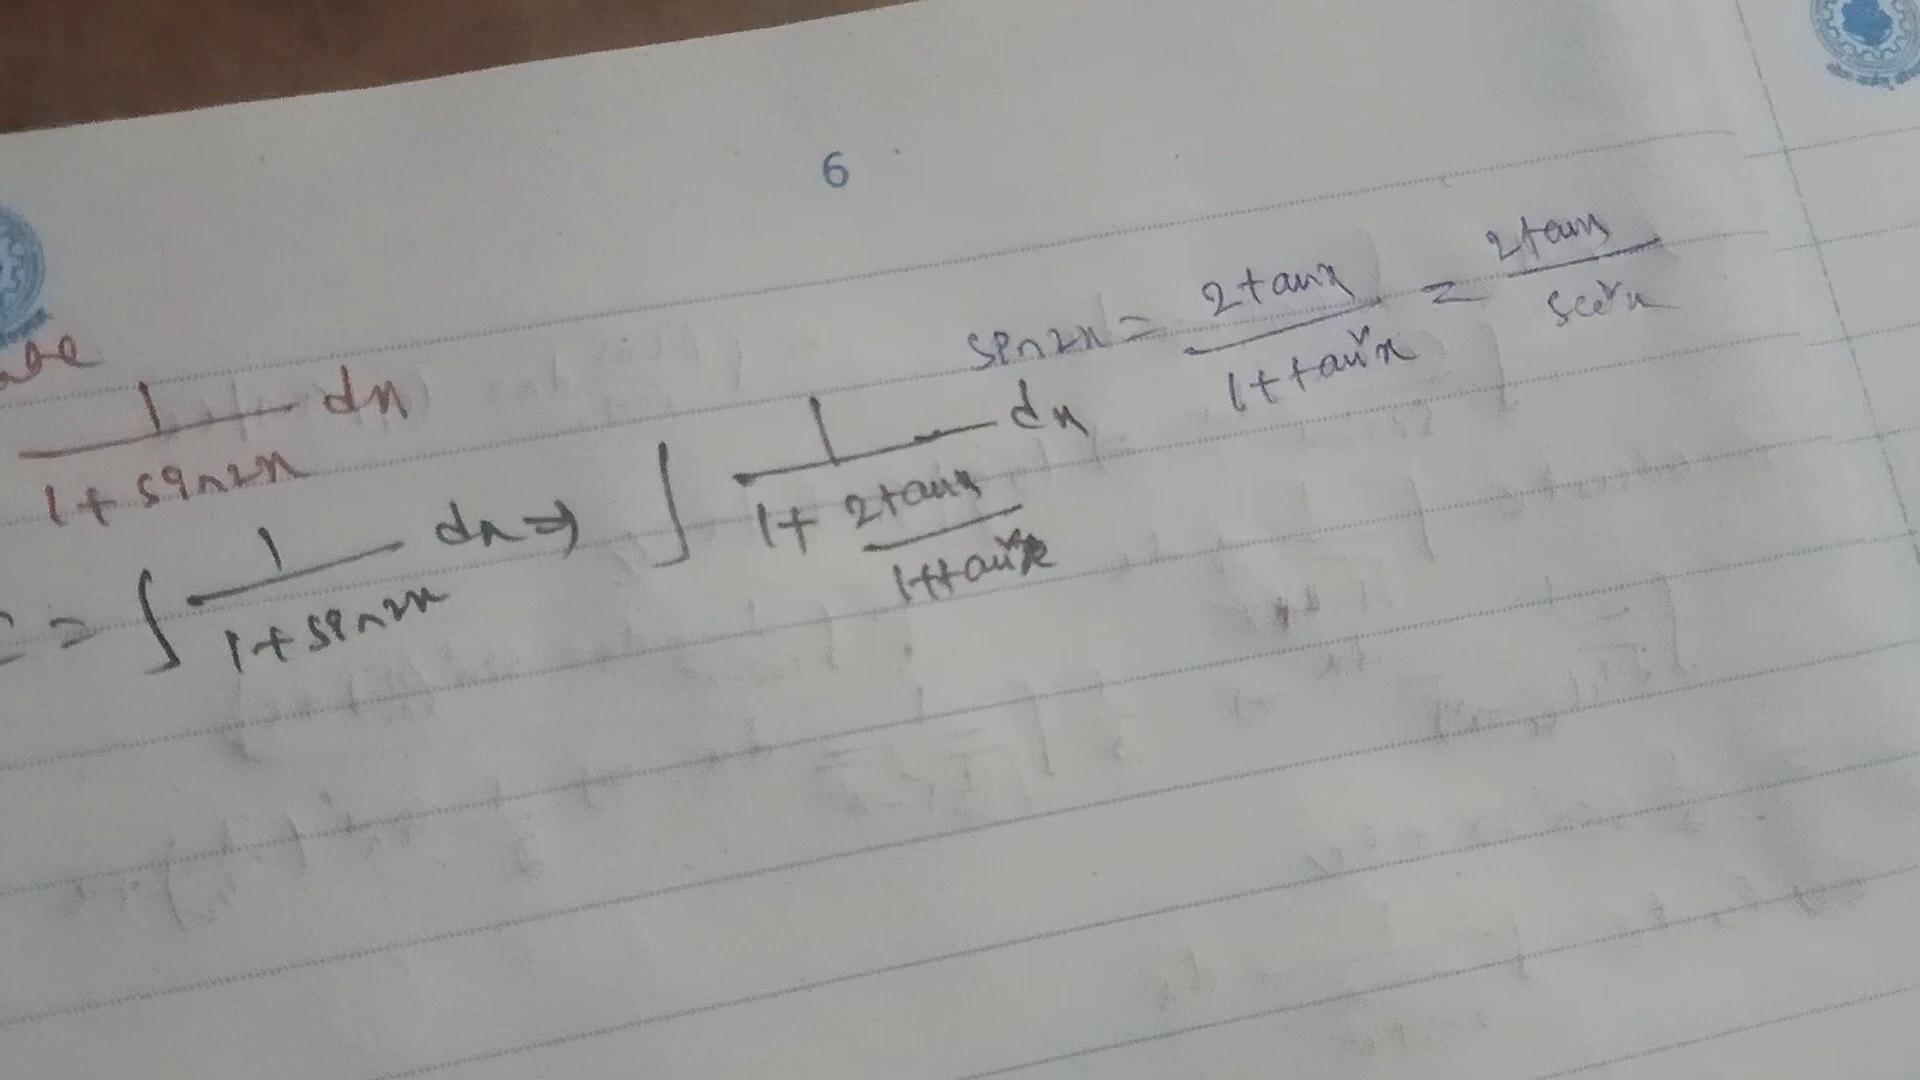 6
sin2x = 2tanx / 1+tan²x = 2tanx / sec²x
1 / 1+sin2x dx
= ∫ 1 / 1+sin2x dx ⇒ ∫ 1 / 1+ 2tanx / 1+tan²x dx